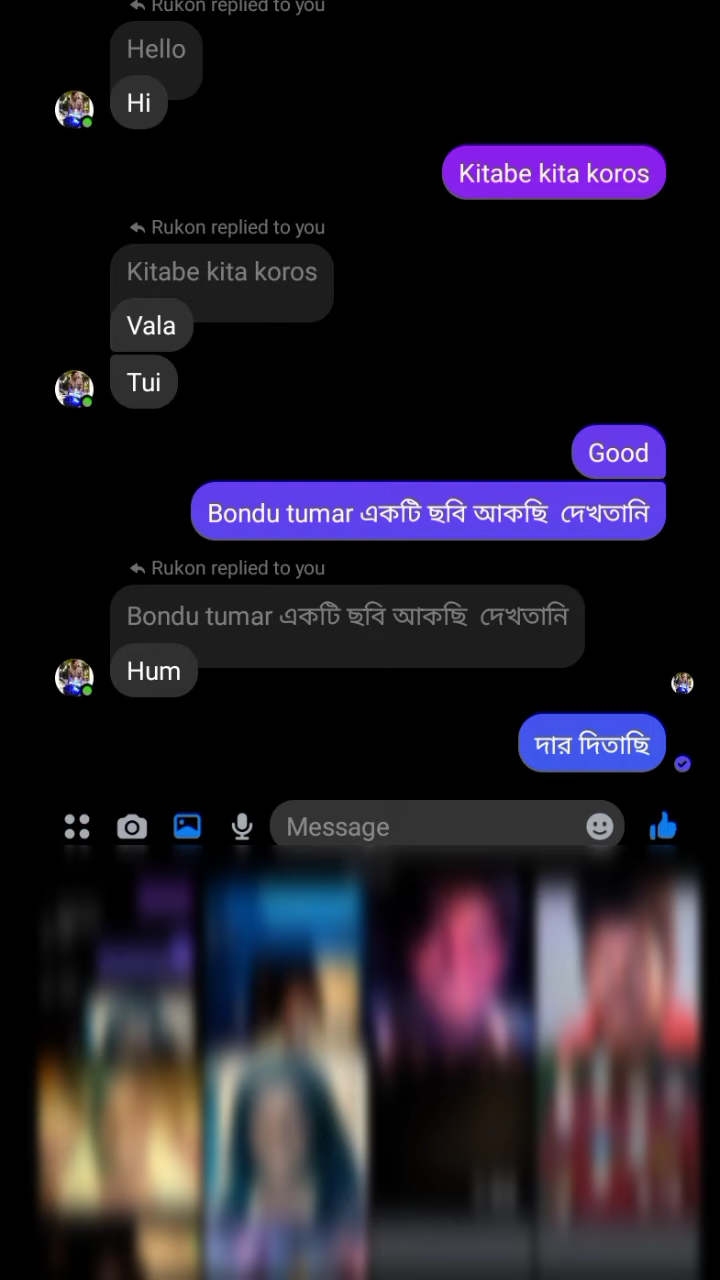 Rukon replied to you
Hello
Hi
Kitabe kita koros
Rukon replied to you
Kitabe kita koros
Vala
Tui
Good
Bondu tumar একটি ছবি আকছি দেখতানি
Rukon replied to you
Bondu tumar একটি ছবি আকছি দেখতানি
Hum
দার দিতাছি
Message